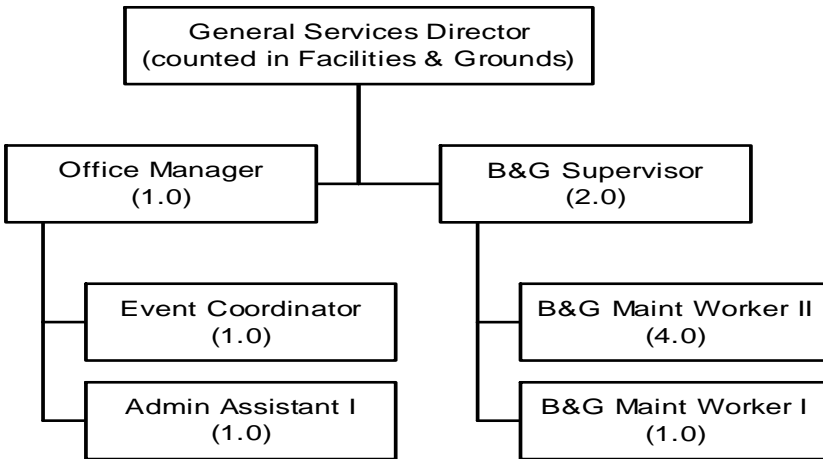 General Services Director
(counted in Facilities & Grounds)
Office Manager
(1.0)
B&G Supervisor
(2.0)
Event Coordinator
(1.0)
B&G Maint Worker II
(4.0)
Admin Assistant I
(1.0)
B&G Maint Worker I
(1.0)